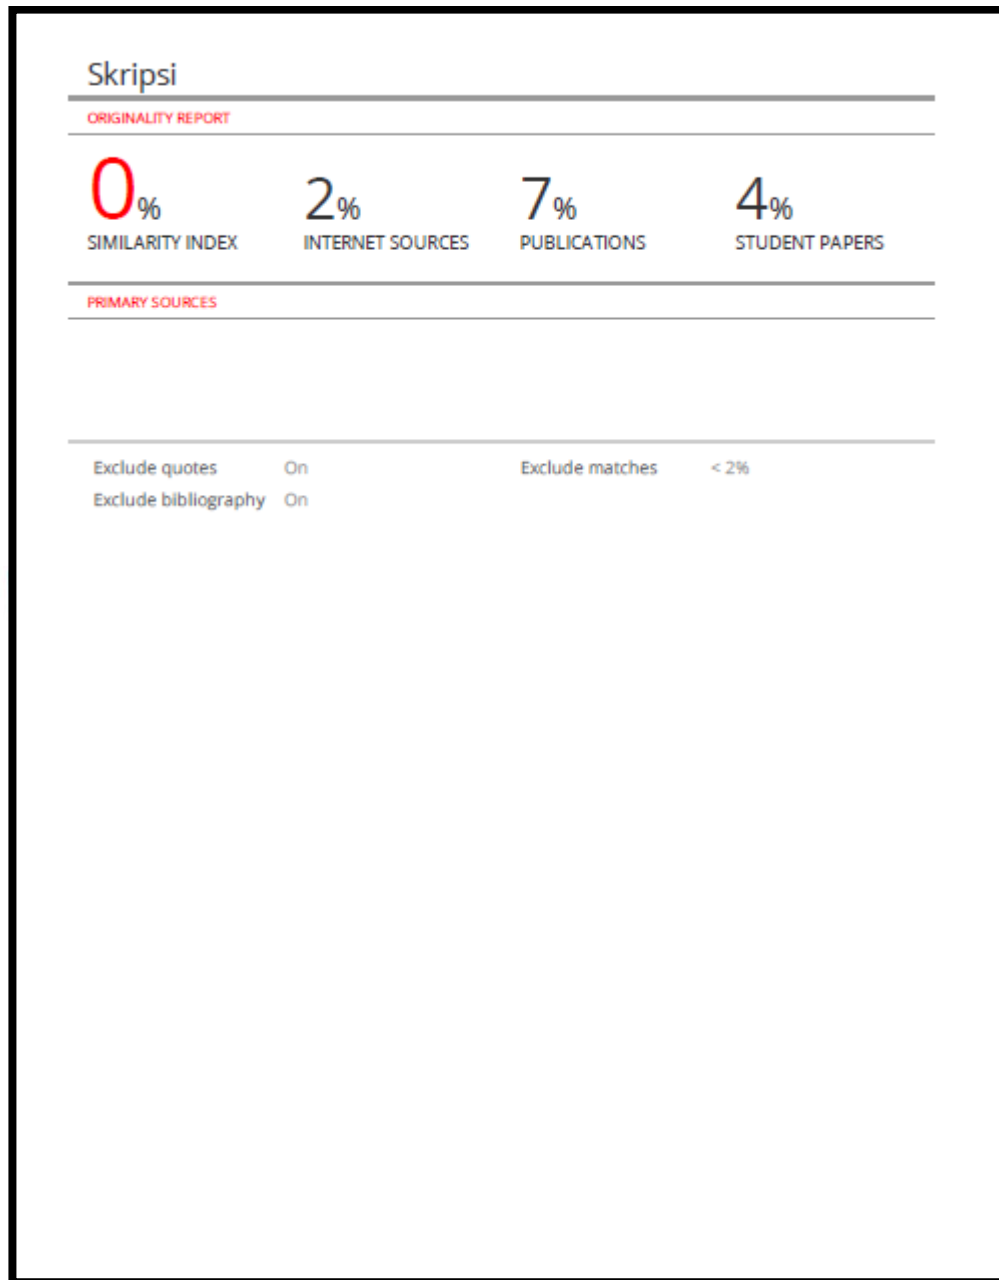 Skripsi
ORIGINALITY REPORT
0% 2% 7% 4%
SIMILARITY INDEX INTERNET SOURCES PUBLICATIONS STUDENT PAPERS
PRIMARY SOURCES
Exclude quotes On Exclude matches < 2%
Exclude bibliography On